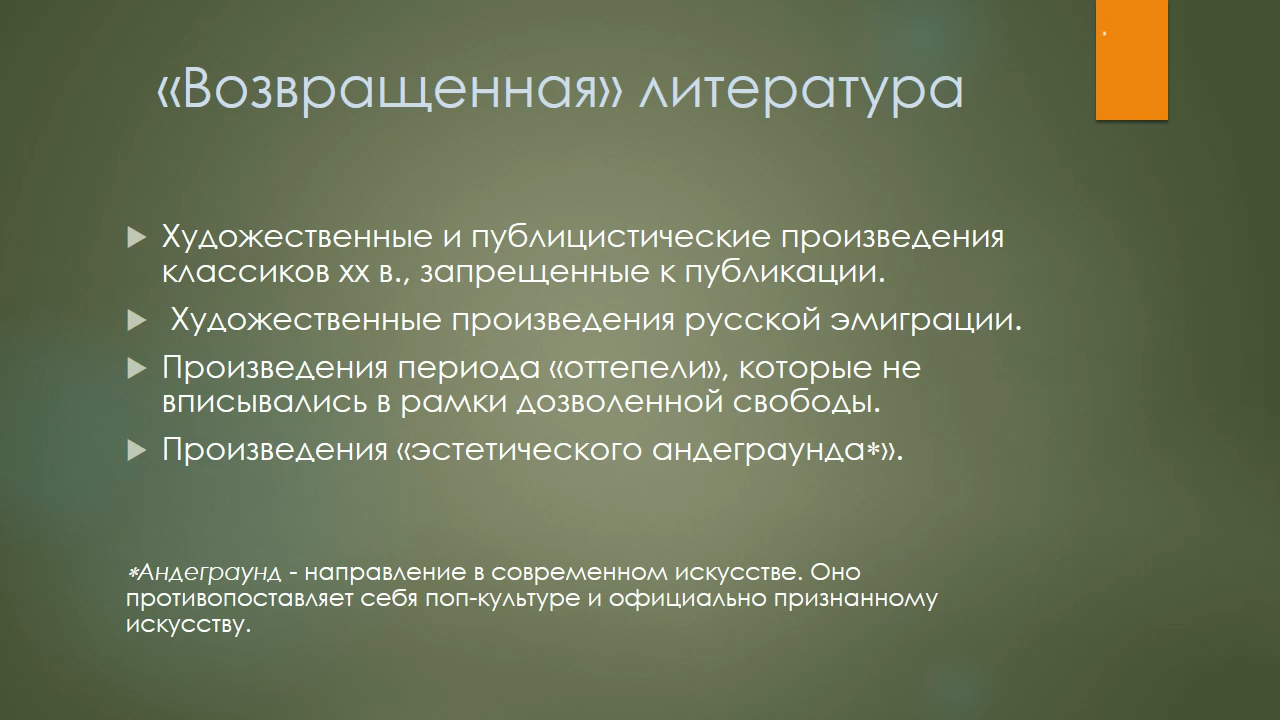 «Возвращенная» литература
Художественные и публицистические произведения
классиков xx в., запрещенные к публикации.
Художественные произведения русской эмиграции.
Произведения периода «оттепели», которые не
вписывались в рамки дозволенной свободы.
Произведения «эстетического андеграунда*».
*Андеграунд - направление в современном искусстве. Оно
противопоставляет себя поп-культуре и официально признанному
искусству.